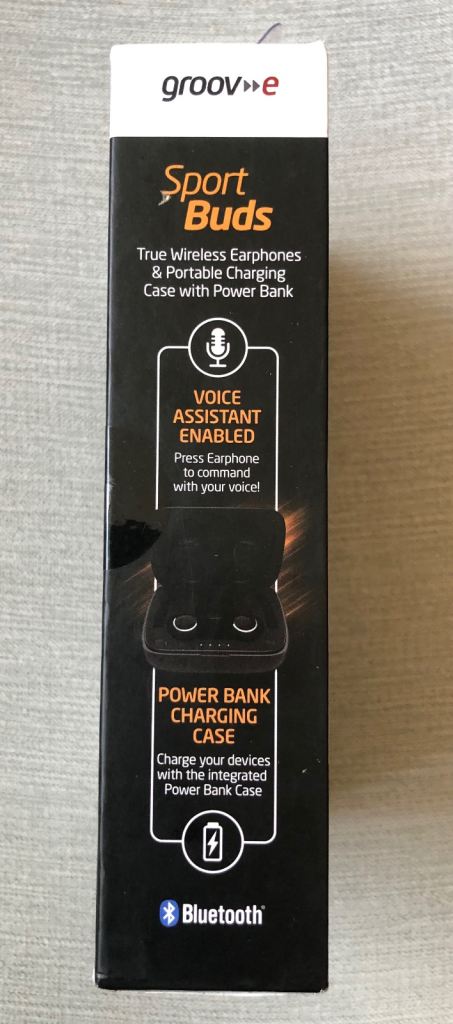 groov►►e
Sport
Buds
True Wireless Earphones
& Portable Charging
Case with Power Bank
VOICE
ASSISTANT
ENABLED
Press Earphone
to command
with your voice!
POWER BANK
CHARGING
CASE
Charge your devices
with the integrated
Power Bank Case
Bluetooth®